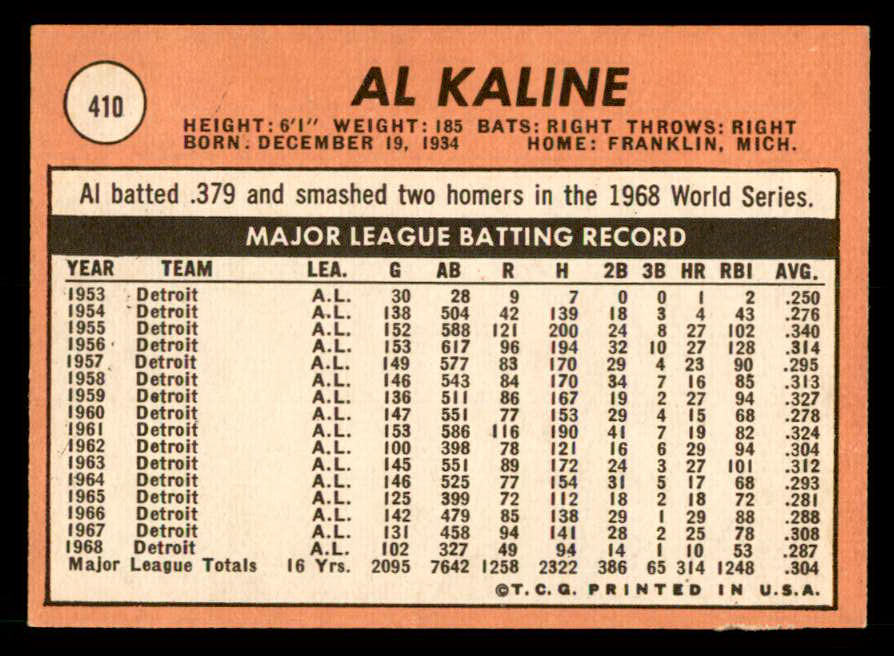 410
AL KALINE
HEIGHT: 6'1" WEIGHT: 185 BATS: RIGHT THROWS: RIGHT
BORN. DECEMBER 19, 1934 HOME: FRANKLIN, MICH.
Al batted .379 and smashed two homers in the 1968 World Series.
MAJOR LEAGUE BATTING RECORD
YEAR TEAM LEA. G AB R H 2B 3B HR RBI AVG.
1953 Detroit A.L. 30 28 9 7 0 0 1 2 .250
1954 Detroit A.L. 138 504 42 139 18 3 4 43 .276
1955 Detroit A.L. 152 588 121 200 24 8 27 102 .340
1956 Detroit A.L. 153 617 96 194 32 10 27 128 .314
1957 Detroit A.L. 149 577 83 170 29 4 23 90 .295
1958 Detroit A.L. 146 543 84 170 34 7 16 85 .313
1959 Detroit A.L. 136 511 86 167 19 2 27 94 .327
1960 Detroit A.L. 147 551 77 153 29 4 15 68 .278
1961 Detroit A.L. 153 586 116 190 41 7 19 82 .324
1962 Detroit A.L. 100 398 78 121 16 6 29 94 .304
1963 Detroit A.L. 145 551 89 172 24 3 27 101 .312
1964 Detroit A.L. 146 525 77 154 31 5 17 68 .293
1965 Detroit A.L. 125 399 72 112 18 2 18 72 .281
1966 Detroit A.L. 142 479 85 138 29 1 29 88 .288
1967 Detroit A.L. 131 458 94 141 28 2 25 78 .308
1968 Detroit A.L. 102 327 49 94 14 1 10 53 .287
Major League Totals 16 Yrs. 2095 7642 1258 2322 386 65 314 1248 .304
©T.C.G. PRINTED IN U.S.A.